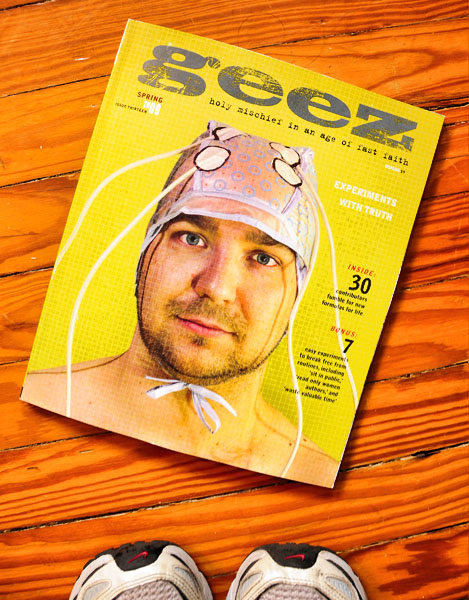 geez
holy mischief in an age of fast faith
SPRING
2009
ISSUE THIRTEEN
EXPERIMENTS
WITH TRUTH
INSIDE:
30
contributors
fumble for new
formulas for life
BONUS:
7
easy experiments
to break free from
routines, including
'sit in public,'
'read only women
authors,' and
'waste valuable time'